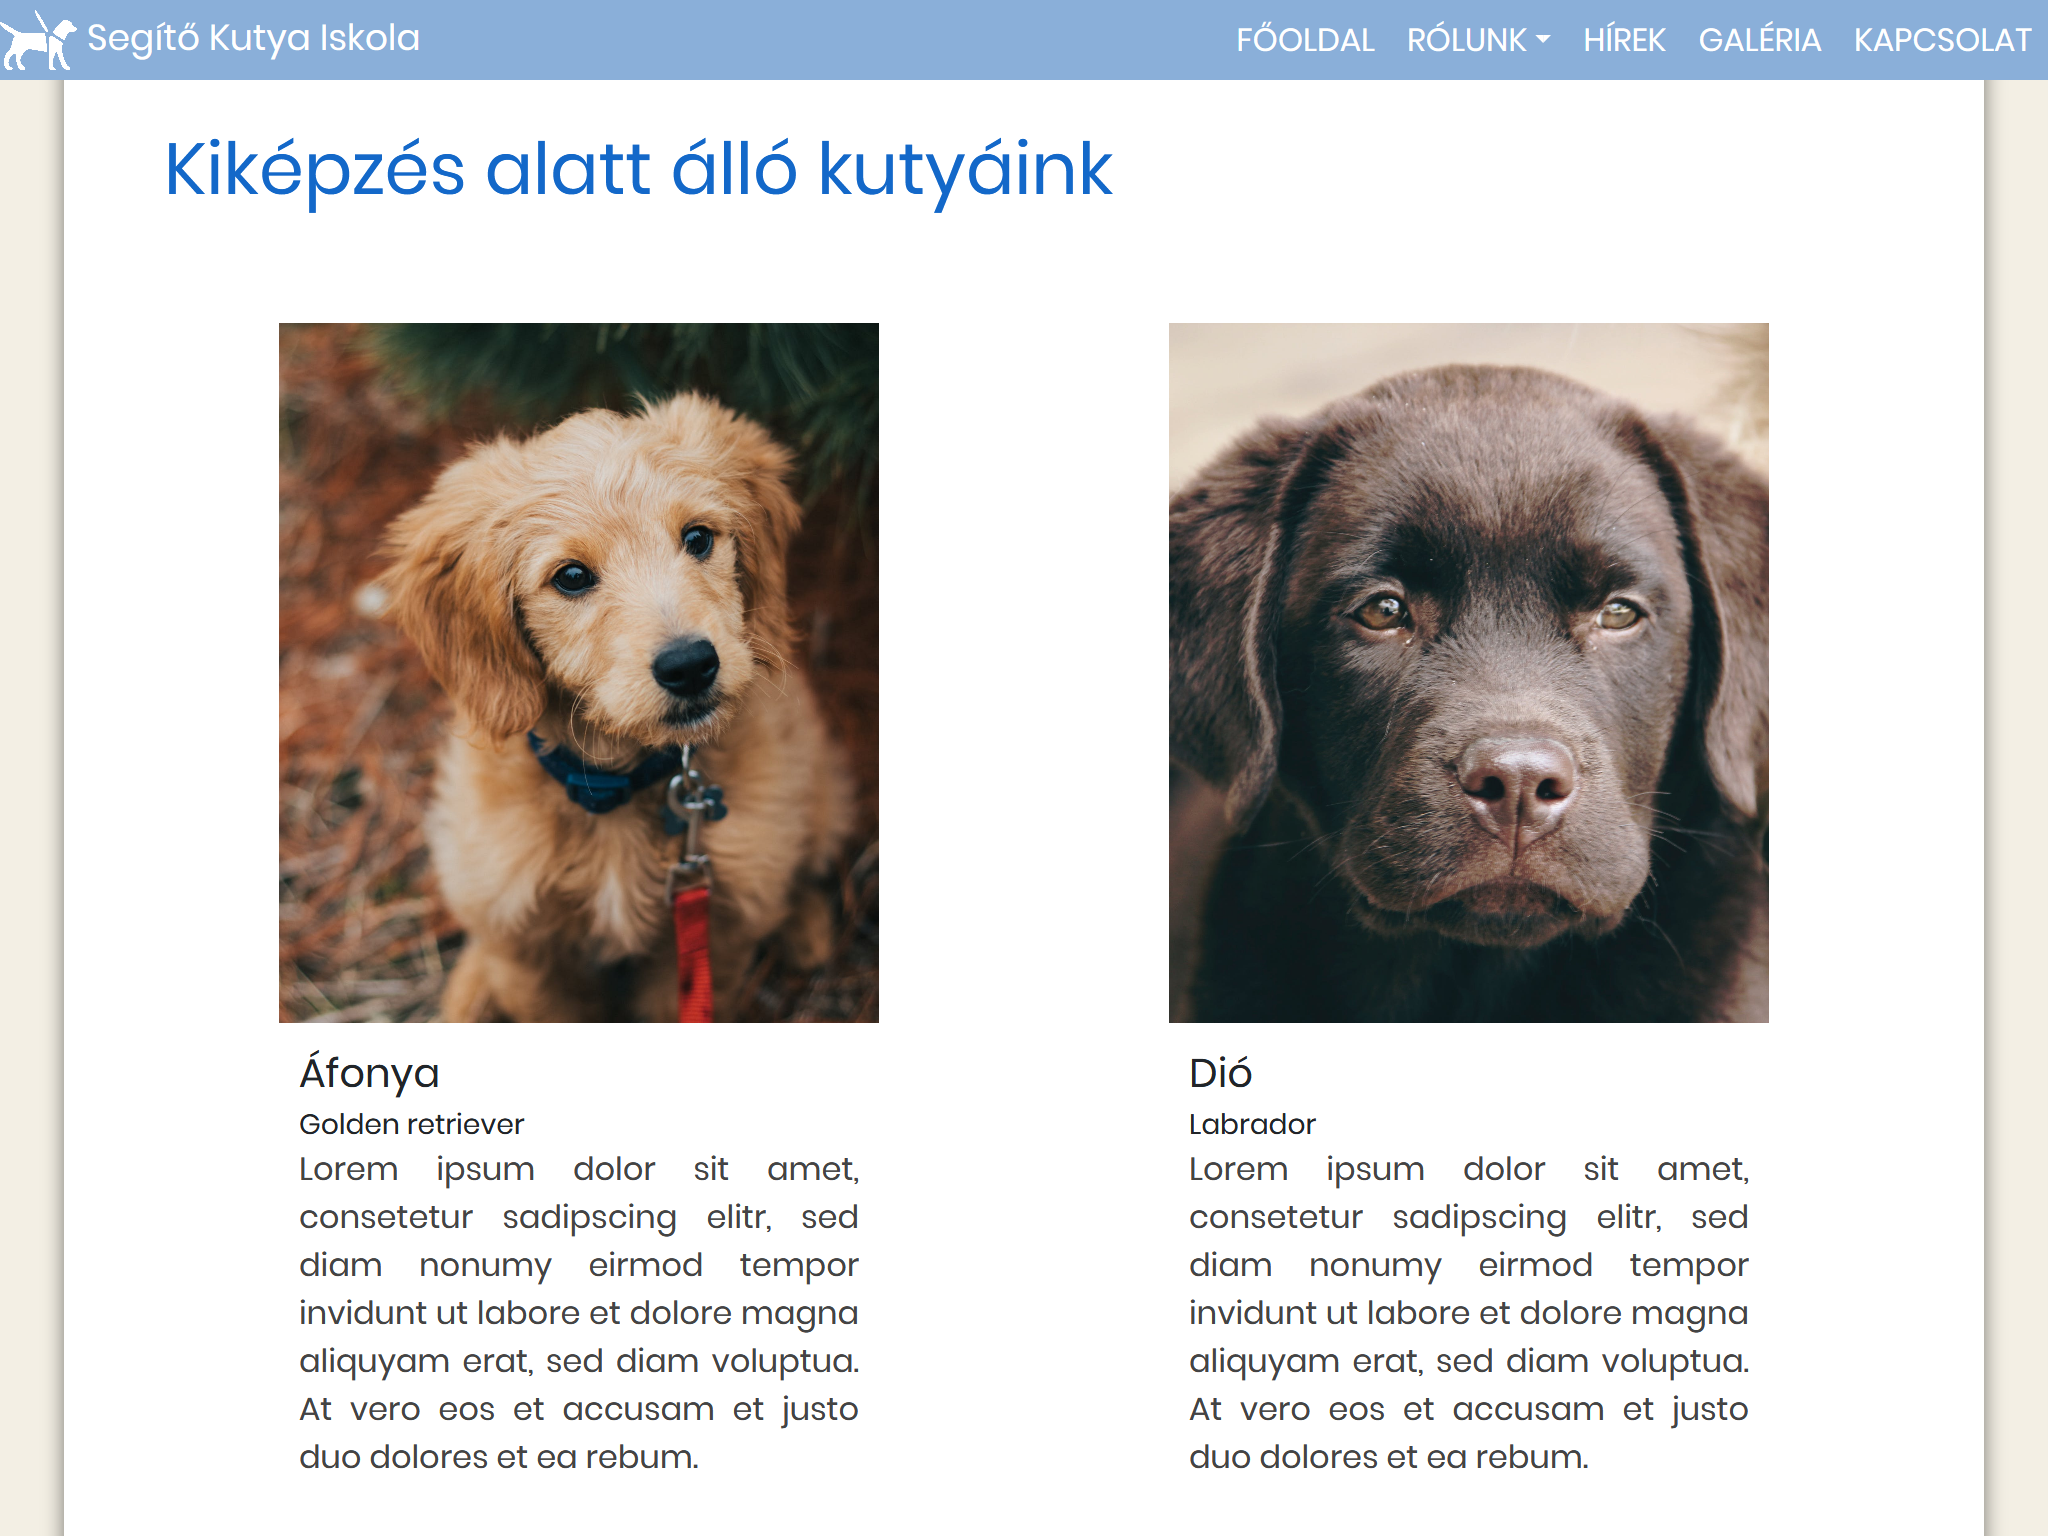 Segítő Kutya Iskola
FŐOLDAL RÓLUNK HÍREK GALÉRIA KAPCSOLAT
Kiképzés alatt álló kutyáink
Áfonya
Golden retriever
Lorem ipsum dolor sit amet,
consetetur sadipscing elitr, sed
diam nonumy eirmod tempor
invidunt ut labore et dolore magna
aliquyam erat, sed diam voluptua.
At vero eos et accusam et justo
duo dolores et ea rebum.
Dió
Labrador
Lorem ipsum dolor sit amet,
consetetur sadipscing elitr, sed
diam nonumy eirmod tempor
invidunt ut labore et dolore magna
aliquyam erat, sed diam voluptua.
At vero eos et accusam et justo
duo dolores et ea rebum.